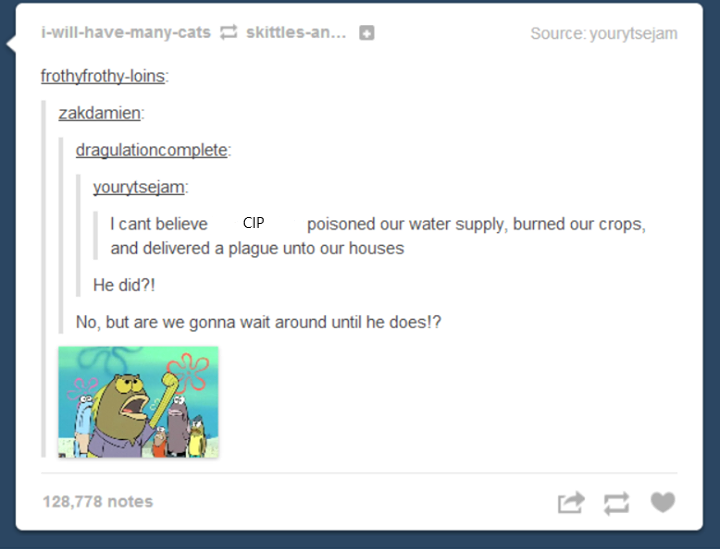 i-will-have-many-cats skittles-an... Source: yourytsejam
frothyfrothy-loins:
zakdamien:
dragulationcomplete:
yourytsejam:
I cant believe CIP poisoned our water supply, burned our crops,
and delivered a plague unto our houses
He did?!
No, but are we gonna wait around until he does!?
128,778 notes